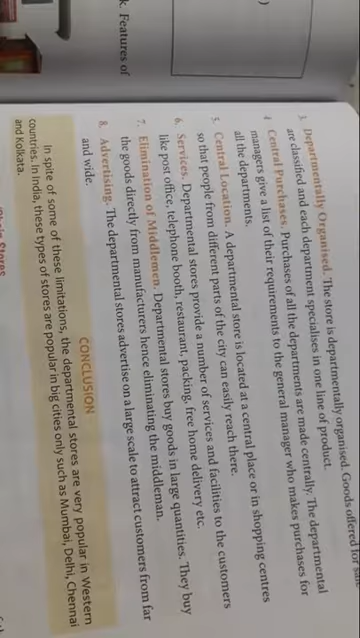 k. Features of
)
3. Departmentally Organised. The store is departmentally organised. Goods offered for sale
are classified and each department specialises in one line of product.
4 Central Purchases. Purchases of all the departments are made centrally. The departmental
managers give a list of their requirements to the general manager who makes purchases for
all the departments.
5. Central Location. A departmental store is located at a central place or in shopping centres
so that people from different parts of the city can easily reach there.
6. Services. Departmental stores provide a number of services and facilities to the customers
like post office, telephone booth, restaurant, packing, free home delivery etc.
7. Elimination of Middlemen. Departmental stores buy goods in large quantities. They buy
the goods directly from manufacturers hence eliminating the middleman.
8. Advertising. The departmental stores advertise on a large scale to attract customers from far
and wide.
CONCLUSION
In spite of some of these limitations, the departmental stores are very popular in Western
countries. In India, these types of stores are popular in big cities only such as Mumbai, Delhi, Chennai
and Kolkata.
Stores